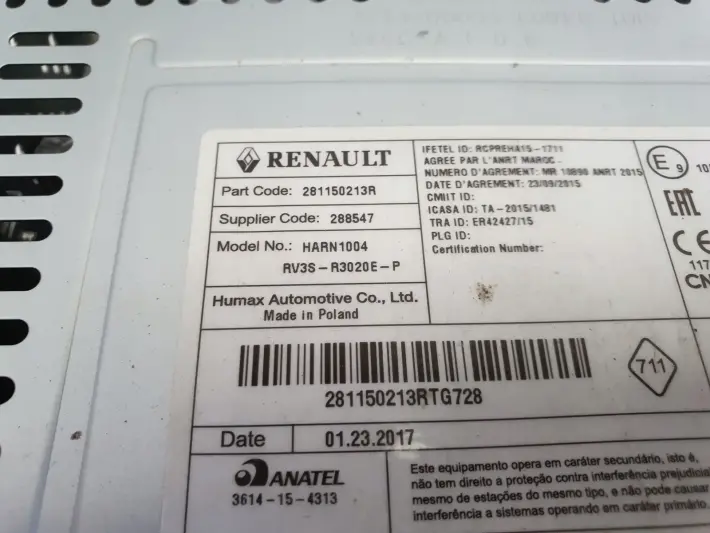 RENAULT
Part Code: 281150213R
Supplier Code: 288547
Model No.: HARN1004
RV3S-R3020E-P
Humax Automotive Co., Ltd.
Made in Poland
IFETEL ID: RCPREHA15-1711
AGREE PAR L'ANRT MAROC
NUMERO D'AGREMENT: MR 10890 ANRT 2015
DATE D'AGREMENT: 23/09/2015
CMIIT ID:
ICASA ID: TA-2015/1481
TRA ID: ER42427/15
PLG ID:
Certification Number:
E 9 10
EAC
CE
117
CN
281150213RTG728
711
Date 01.23.2017
ANATEL
3614-15-4313
Este equipamento opera em caráter secundário, isto é,
não tem direito a proteção contra interferência prejudicial
mesmo de estações do mesmo tipo, e não pode causar
interferência a sistemas operando em caráter primário.